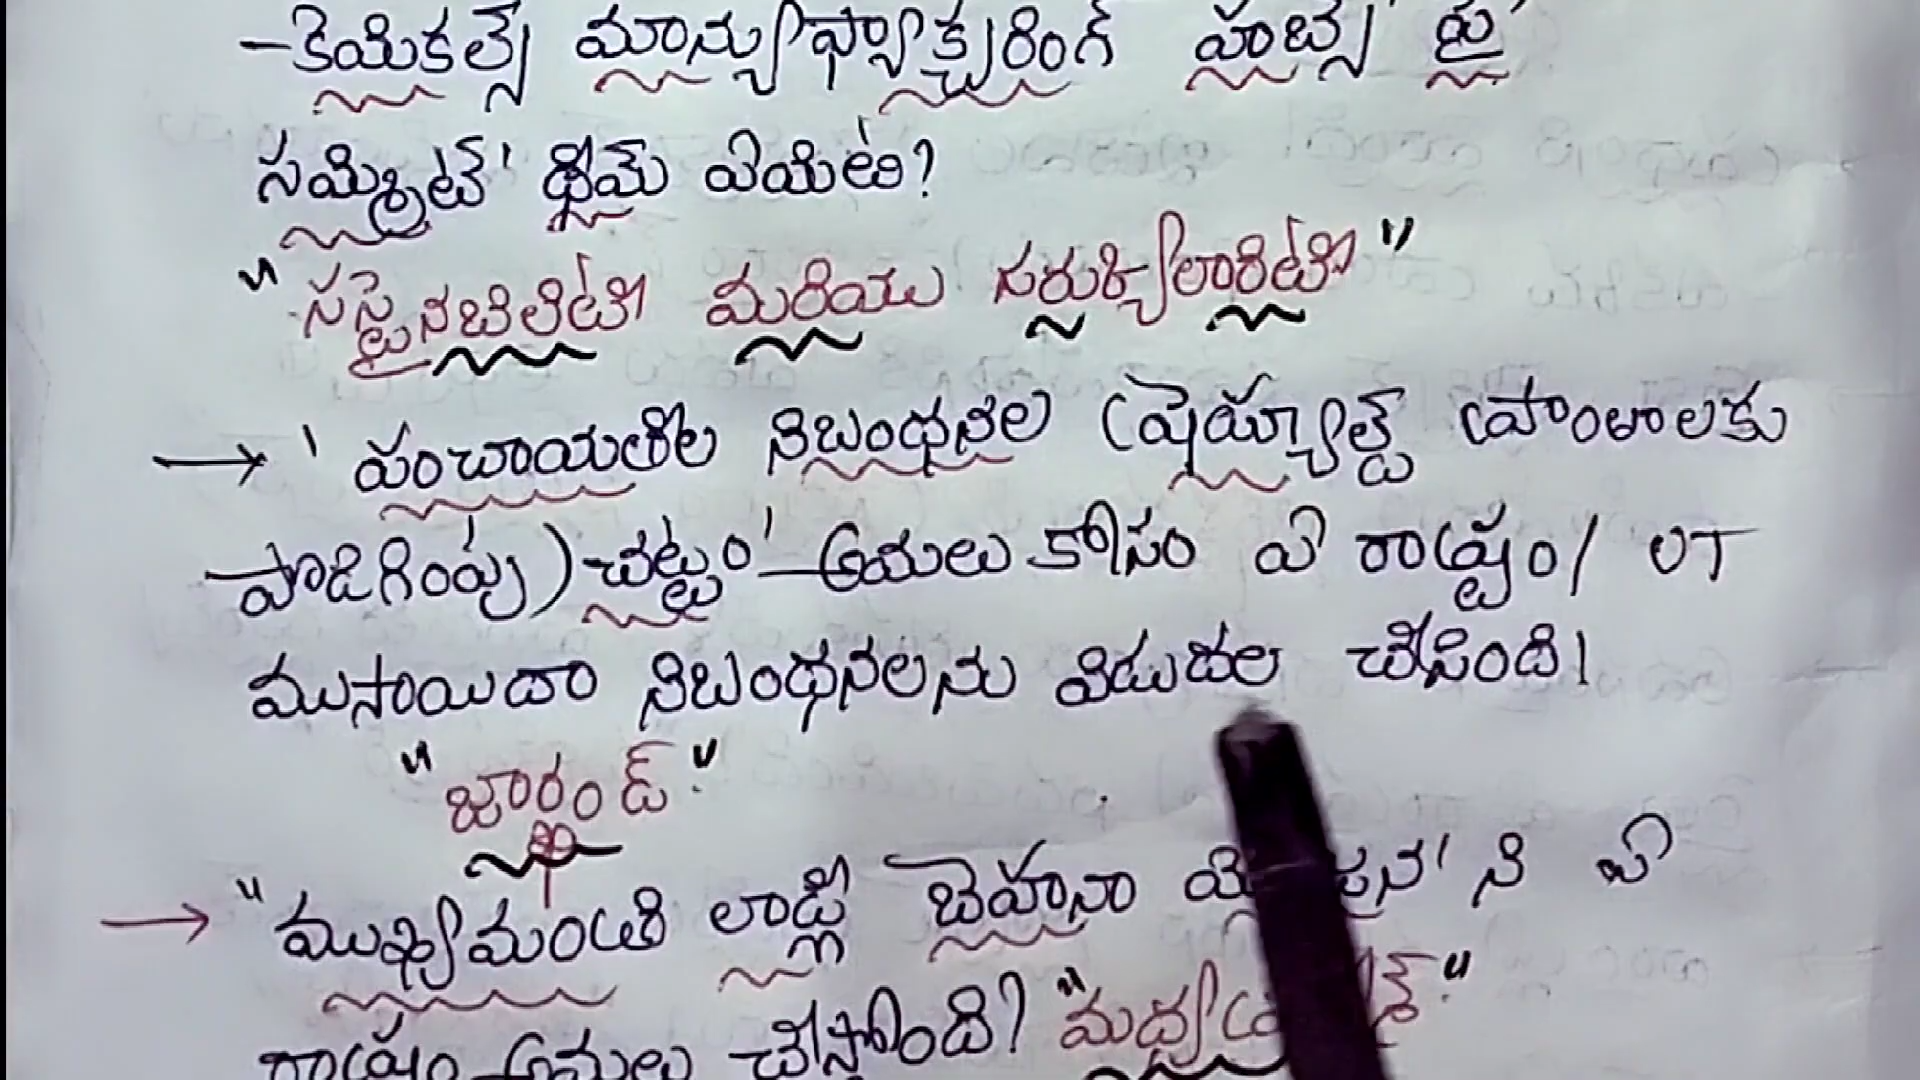 కెమికల్స్ మ్యాన్యుఫ్యాక్చరింగ్ హబ్స్'
సమ్మిట్' థీమ్ ఏమిటి?
"సస్టైనబిలిటీ మరియు సర్క్యులారిటీ"
→ 'పంచాయతీల నిబంధనల (షెడ్యూల్డ్ ప్రాంతాలకు
పొడిగింపు) చట్టం' అమలు కోసం ఏ రాష్ట్రం/ UT
ముసాయిదా నిబంధనలను విడుదల చేసింది?
"జార్ఖండ్."
→ "ముఖ్యమంత్రి లాడ్లీ బెహనా ని ఏ
రాష్ట్రం అమలు చేస్తోంది?